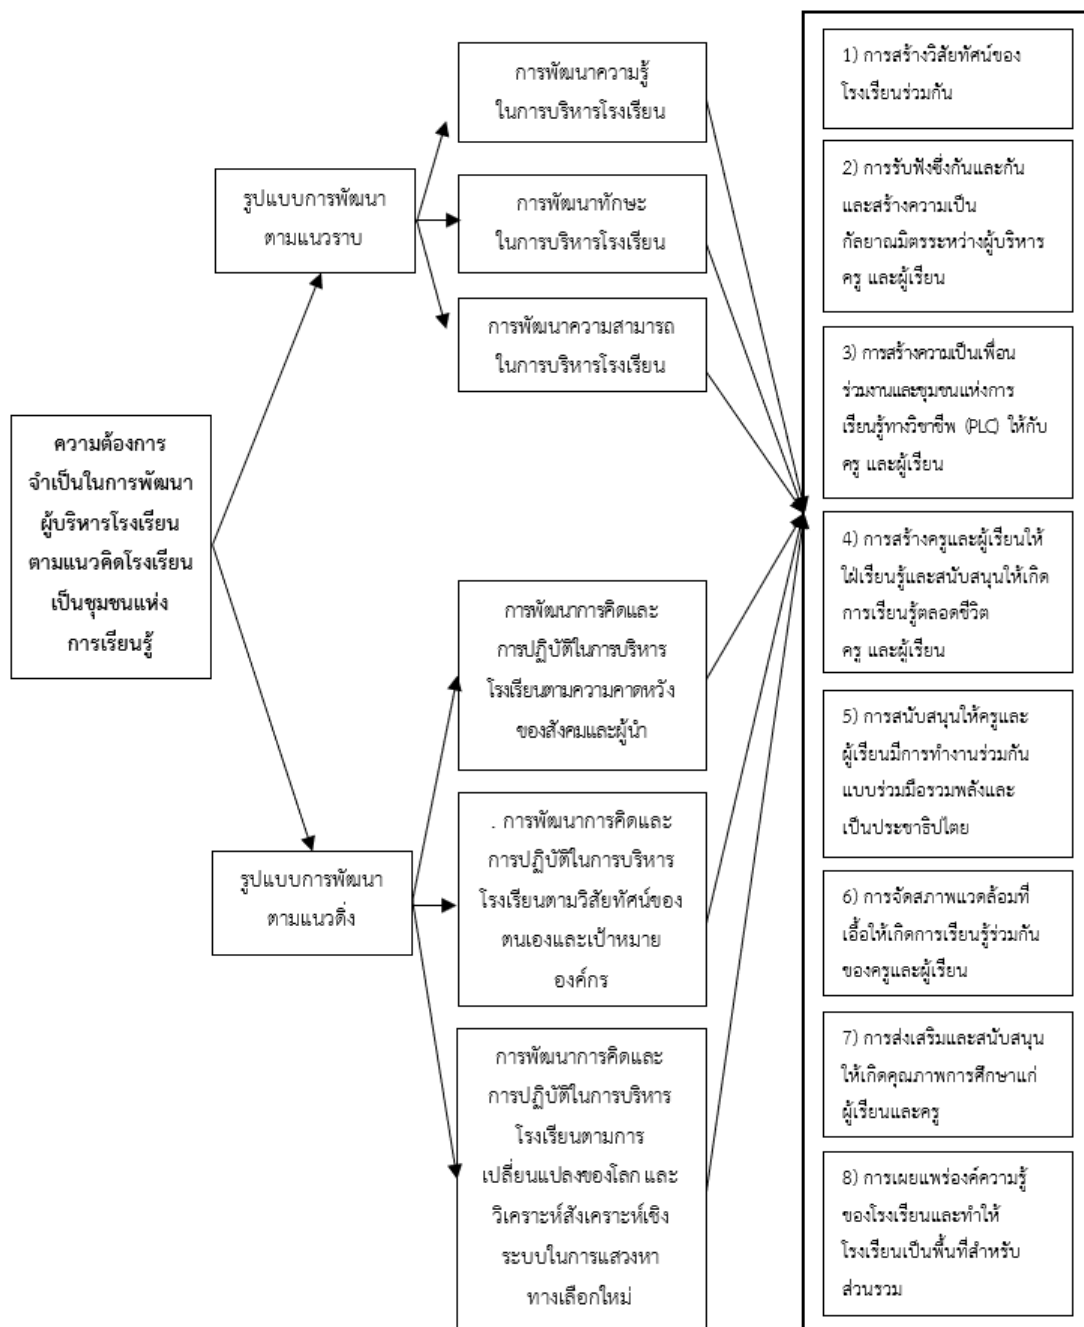 ความต้องการ
จำเป็นในการพัฒนา
ผู้บริหารโรงเรียน
ตามแนวคิดโรงเรียน
เป็นชุมชนแห่ง
การเรียนรู้
รูปแบบการพัฒนา
ตามแนวราบ
รูปแบบการพัฒนา
ตามแนวดิ่ง
การพัฒนาความรู้
ในการบริหารโรงเรียน
การพัฒนาทักษะ
ในการบริหารโรงเรียน
การพัฒนาความสามารถ
ในการบริหารโรงเรียน
การพัฒนาการคิดและ
การปฏิบัติในการบริหาร
โรงเรียนตามความคาดหวัง
ของสังคมและผู้นำ
. การพัฒนาการคิดและ
การปฏิบัติในการบริหาร
โรงเรียนตามวิสัยทัศน์ของ
ตนเองและเป้าหมาย
องค์กร
การพัฒนาการคิดและ
การปฏิบัติในการบริหาร
โรงเรียนตามการ
เปลี่ยนแปลงของโลก และ
วิเคราะห์สังเคราะห์เชิง
ระบบในการแสวงหา
ทางเลือกใหม่
1) การสร้างวิสัยทัศน์ของ
โรงเรียนร่วมกัน
2) การรับฟังซึ่งกันและกัน
และสร้างความเป็น
กัลยาณมิตรระหว่างผู้บริหาร
ครู และผู้เรียน
3) การสร้างความเป็นเพื่อน
ร่วมงานและชุมชนแห่งการ
เรียนรู้ทางวิชาชีพ (PLC) ให้กับ
ครู และผู้เรียน
4) การสร้างครูและผู้เรียนให้
ใฝ่เรียนรู้และสนับสนุนให้เกิด
การเรียนรู้ตลอดชีวิต
ครู และผู้เรียน
5) การสนับสนุนให้ครูและ
ผู้เรียนมีการทำงานร่วมกัน
แบบร่วมมือรวมพลังและ
เป็นประชาธิปไตย
6) การจัดสภาพแวดล้อมที่
เอื้อให้เกิดการเรียนรู้ร่วมกัน
ของครูและผู้เรียน
7) การส่งเสริมและสนับสนุน
ให้เกิดคุณภาพการศึกษาแก่
ผู้เรียนและครู
8) การเผยแพร่องค์ความรู้
ของโรงเรียนและทำให้
โรงเรียนเป็นพื้นที่สำหรับ
ส่วนรวม